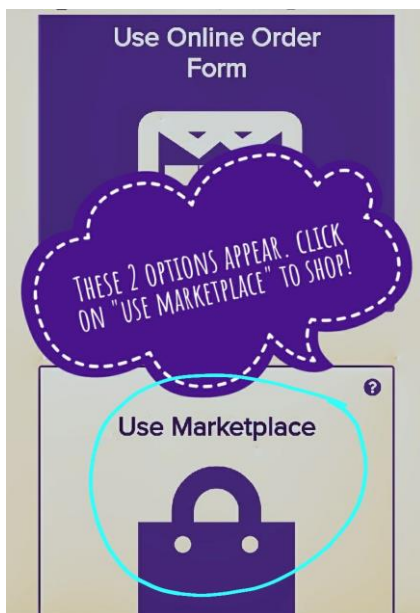 Use Online Order
Form
THESE 2 OPTIONS APPEAR. CLICK
ON "USE MARKETPLACE" TO SHOP!
?
Use Marketplace